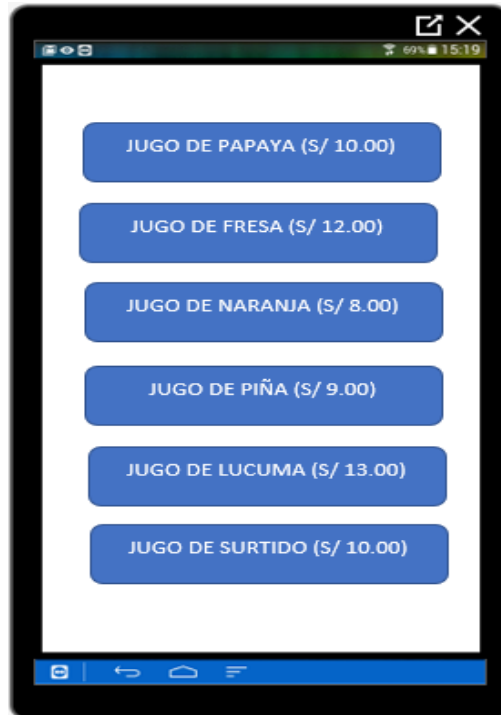 69% 15:19
JUGO DE PAPAYA (S/ 10.00)
JUGO DE FRESA (S/ 12.00)
JUGO DE NARANJA (S/ 8.00)
JUGO DE PIÑA (S/ 9.00)
JUGO DE LUCUMA (S/ 13.00)
JUGO DE SURTIDO (S/ 10.00)